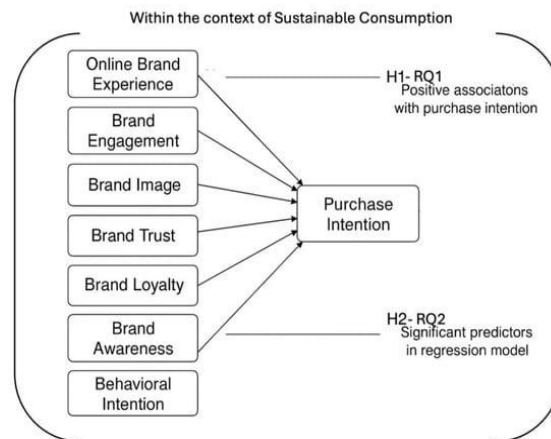 Within the context of Sustainable Consumption
Online Brand
Experience
Brand
Engagement
Brand Image
Brand Trust
Brand Loyalty
Brand
Awareness
Behavioral
Intention
Purchase
Intention
H1- RQ1
Positive associatons
with purchase intention
H2- RQ2
Significant predictors
in regression model